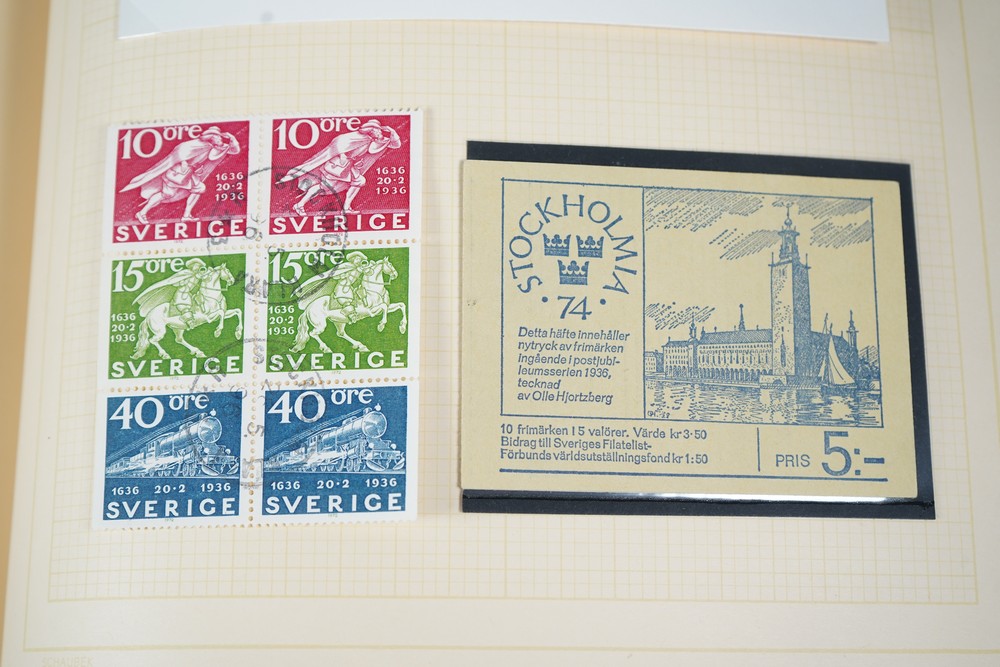 10 öre
10 öre
1636
20·2
1936
1636
20·2
1936
SVERIGE
SVERIGE
15 öre
15 öre
1636
20·2
1936
1636
20·2
1936
SVERIGE
SVERIGE
40 öre
40 öre
1636 20·2 1936
1636 20·2 1936
SVERIGE
SVERIGE
STOCKHOLMIA
·74·
Detta häfte innehåller
nytryck av frimärken
ingående i postjubi-
leumsserien 1936,
tecknad
av Olle Hjortzberg
10 frimärken i 5 valörer. Värde kr 3·50
Bidrag till Sveriges Filatelist-
Förbunds världsutställningsfond kr 1:50
PRIS 5:-
SCHAUBEK